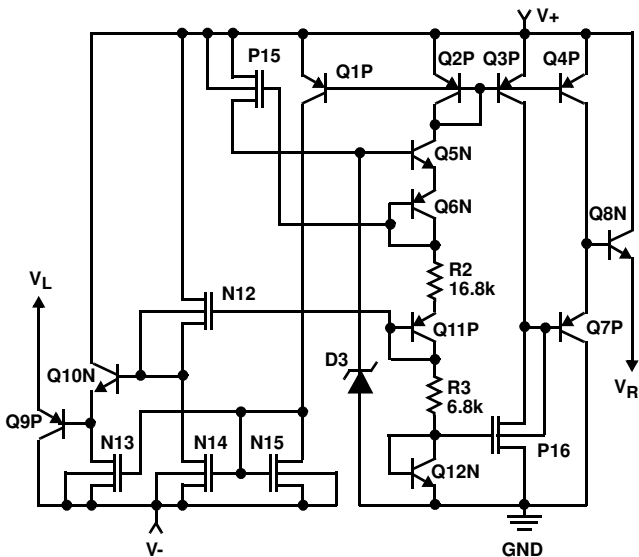 V+
P15
Q1P
Q2P
Q3P
Q4P
Q5N
Q6N
Q8N
VL
N12
R2
16.8k
Q11P
Q7P
D3
Q10N
R3
6.8k
VR
Q9P
N13
N14
N15
P16
Q12N
V-
GND